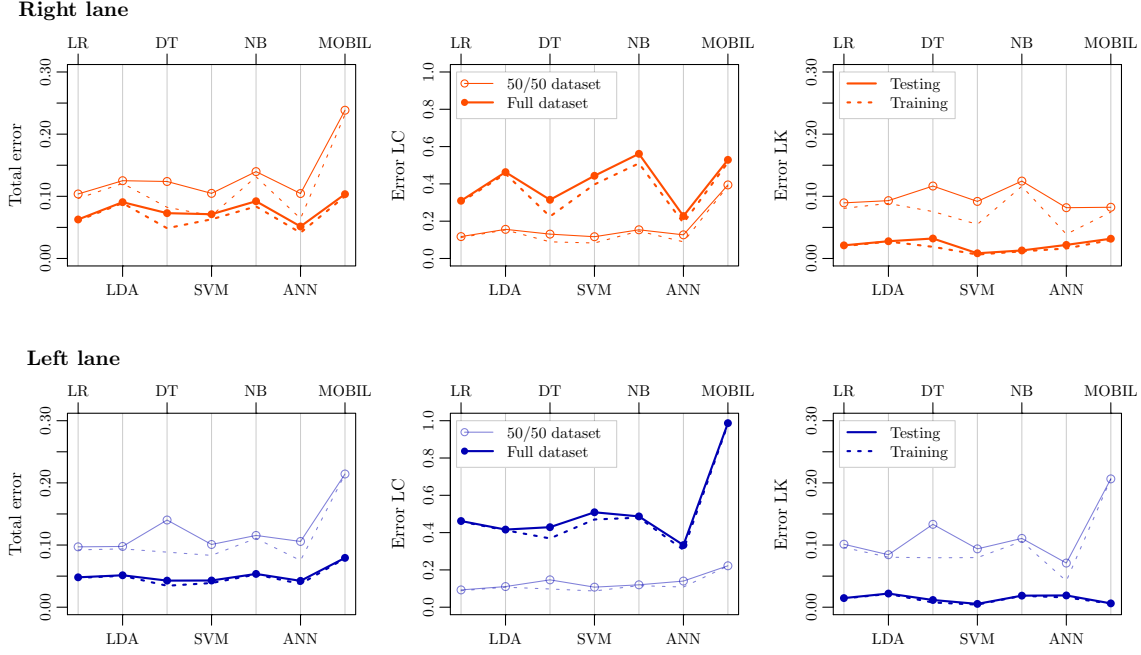 Right lane
LR DT NB MOBIL
Total error
0.00 0.10 0.20 0.30
LDA SVM ANN
LR DT NB MOBIL
Error LC
0.0 0.2 0.4 0.6 0.8 1.0
50/50 dataset
Full dataset
LDA SVM ANN
LR DT NB MOBIL
Error LK
0.00 0.10 0.20 0.30
Testing
Training
LDA SVM ANN
Left lane
LR DT NB MOBIL
Total error
0.00 0.10 0.20 0.30
LDA SVM ANN
LR DT NB MOBIL
Error LC
0.0 0.2 0.4 0.6 0.8 1.0
50/50 dataset
Full dataset
LDA SVM ANN
LR DT NB MOBIL
Error LK
0.00 0.10 0.20 0.30
Testing
Training
LDA SVM ANN